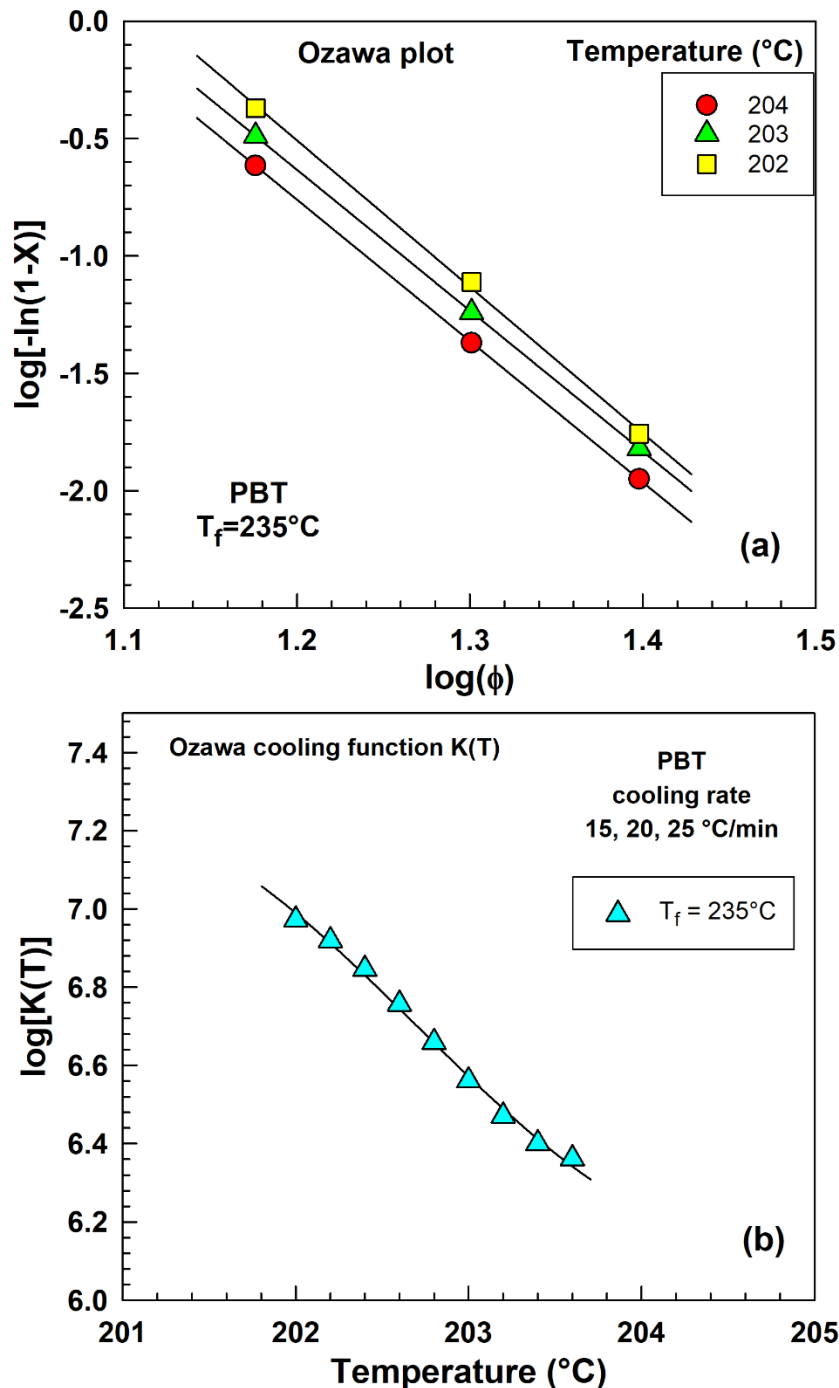 Ozawa plot
Temperature (°C)
204
203
202
0.0
-0.5
-1.0
-1.5
-2.0
-2.5
log[-ln(1-X)]
PBT
T_f=235°C
(a)
1.1
1.2
1.3
1.4
1.5
log(ϕ)
Ozawa cooling function K(T)
PBT
cooling rate
15, 20, 25 °C/min
T_f = 235°C
7.4
7.2
7.0
6.8
6.6
6.4
6.2
6.0
log[K(T)]
(b)
201
202
203
204
205
Temperature (°C)